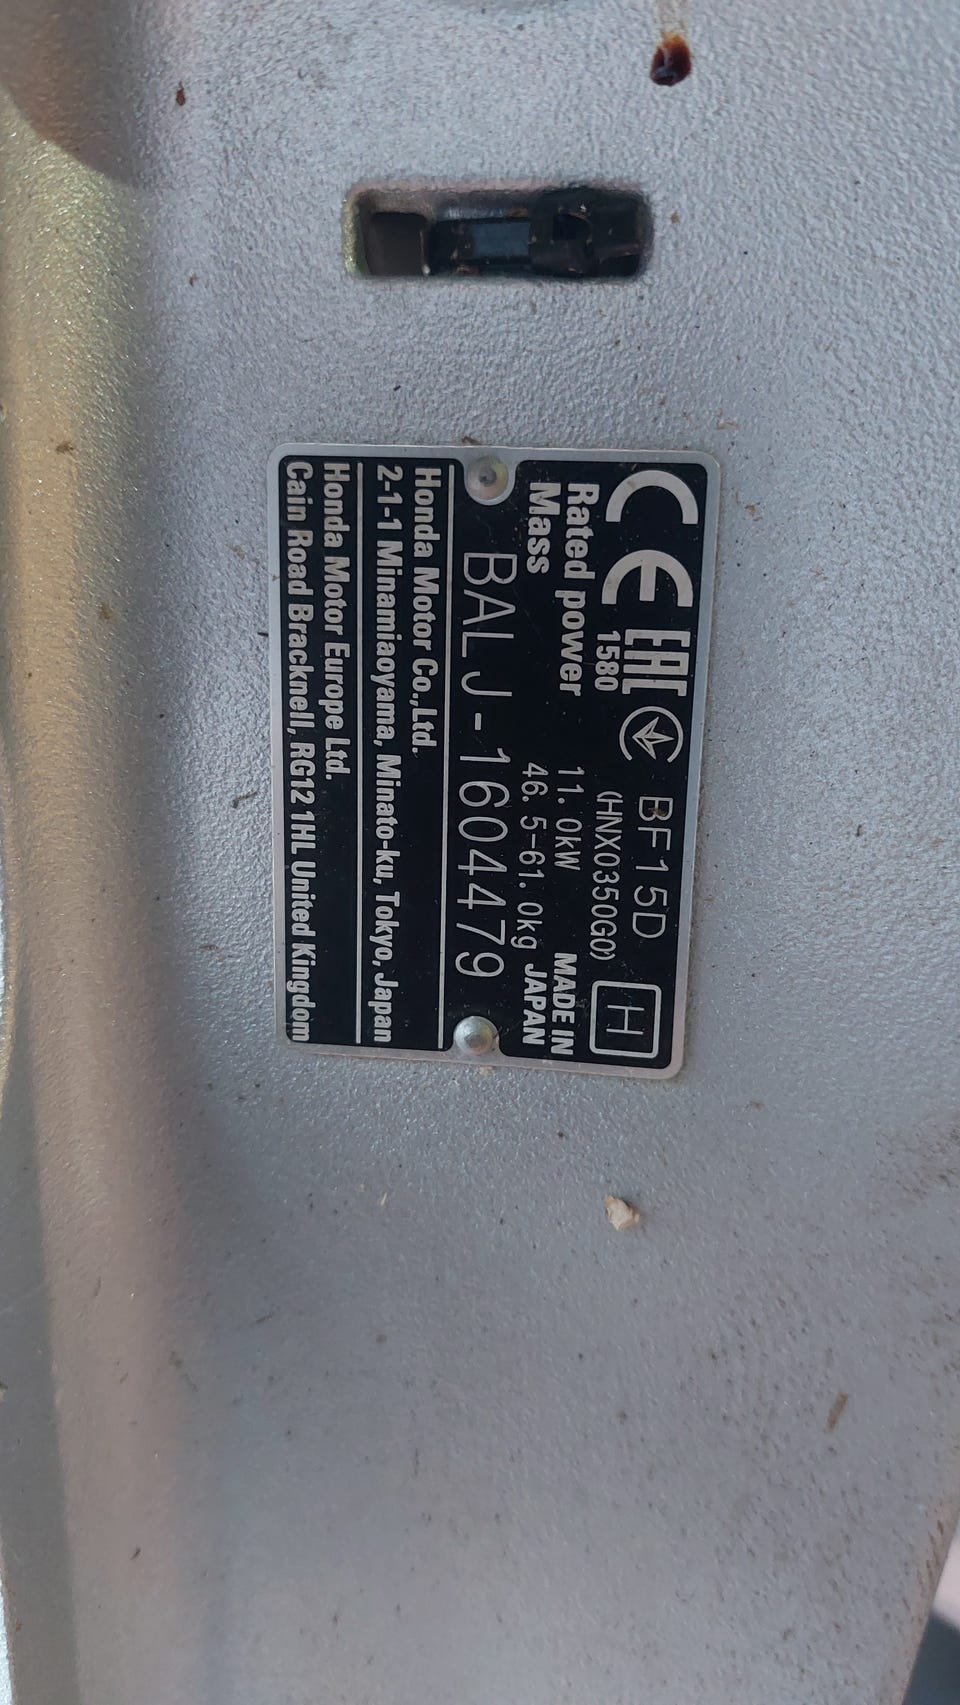 CE EAC BF15D H
1580 (HNX0350G0)
Rated power 11.0kW MADE IN
Mass 46.5-61.0kg JAPAN
BALJ-1604479
Honda Motor Co.,Ltd.
2-1-1 Minamiaoyama, Minato-ku, Tokyo, Japan
Honda Motor Europe Ltd.
Cain Road Bracknell, RG12 1HL United Kingdom